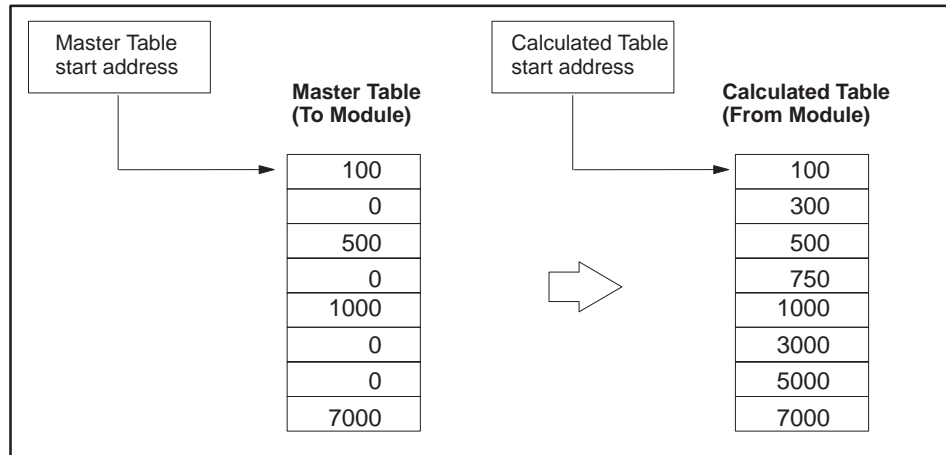 Master Table
start address
Master Table
(To Module)
100
0
500
0
1000
0
0
7000
Calculated Table
start address
Calculated Table
(From Module)
100
300
500
750
1000
3000
5000
7000